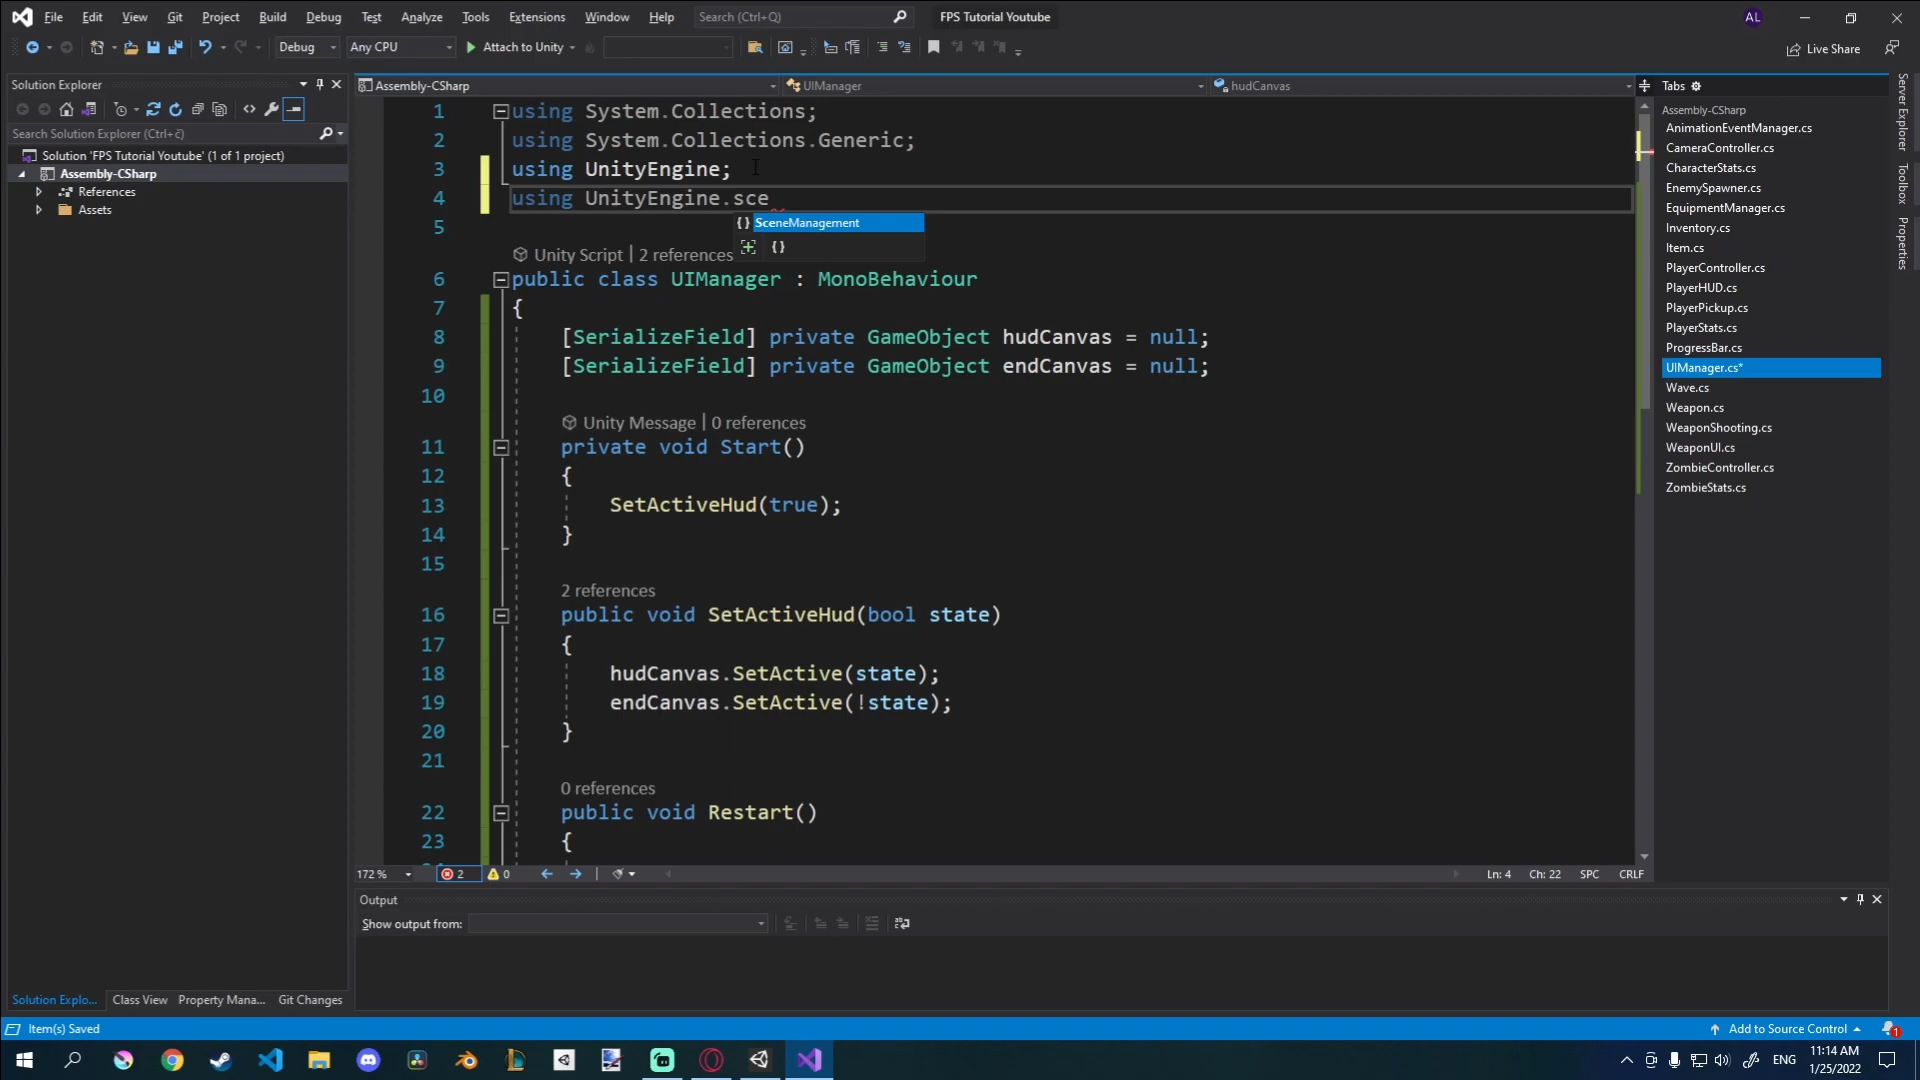 File Edit View Git Project Build Debug Test Analyze Tools Extensions Window Help Search (Ctrl+Q) FPS Tutorial Youtube AL
Debug Any CPU Attach to Unity Live Share
Solution Explorer
Search Solution Explorer (Ctrl+č)
Solution 'FPS Tutorial Youtube' (1 of 1 project)
Assembly-CSharp
References
Assets
Assembly-CSharp UIManager hudCanvas
1 using System.Collections;
2 using System.Collections.Generic;
3 using UnityEngine;
4 using UnityEngine.sce
{} SceneManagement
{}
5
Unity Script | 2 references
6 public class UIManager : MonoBehaviour
7 {
8 [SerializeField] private GameObject hudCanvas = null;
9 [SerializeField] private GameObject endCanvas = null;
10
Unity Message | 0 references
11 private void Start()
12 {
13 SetActiveHud(true);
14 }
15
2 references
16 public void SetActiveHud(bool state)
17 {
18 hudCanvas.SetActive(state);
19 endCanvas.SetActive(!state);
20 }
21
0 references
22 public void Restart()
23 {
172 % 2 0 Ln: 4 Ch: 22 SPC CRLF
Tabs
Assembly-CSharp
AnimationEventManager.cs
CameraController.cs
CharacterStats.cs
EnemySpawner.cs
EquipmentManager.cs
Inventory.cs
Item.cs
PlayerController.cs
PlayerHUD.cs
PlayerPickup.cs
PlayerStats.cs
ProgressBar.cs
UIManager.cs*
Wave.cs
Weapon.cs
WeaponShooting.cs
WeaponUI.cs
ZombieController.cs
ZombieStats.cs
Server Explorer
Toolbox
Properties
Output
Show output from:
Solution Explo... Class View Property Mana... Git Changes
Item(s) Saved Add to Source Control 1
ENG 11:14 AM
1/25/2022